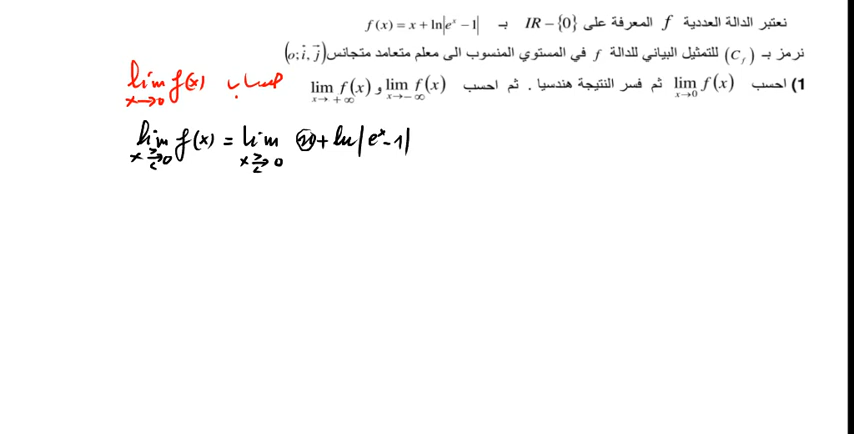 نعتبر الدالة العددية f المعرفة على IR − {0} بـ f(x) = x + ln|eˣ − 1|
نرمز بـ (C_f) للتمثيل البياني للدالة f في المستوي المنسوب الى معلم متعامد متجانس (o; i⃗, j⃗)
1) احسب lim_{x→0} f(x) ثم فسر النتيجة هندسيا . ثم احسب lim_{x→−∞} f(x) و lim_{x→+∞} f(x)
حساب lim_{x→0} f(x)
lim_{x ≷→ 0} f(x) = lim_{x ≷→ 0} x + ln|eˣ − 1|